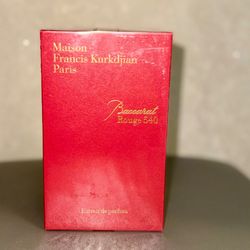 Maison
Francis Kurkdjian
Paris
Baccarat
Rouge 540
Extrait de parfum